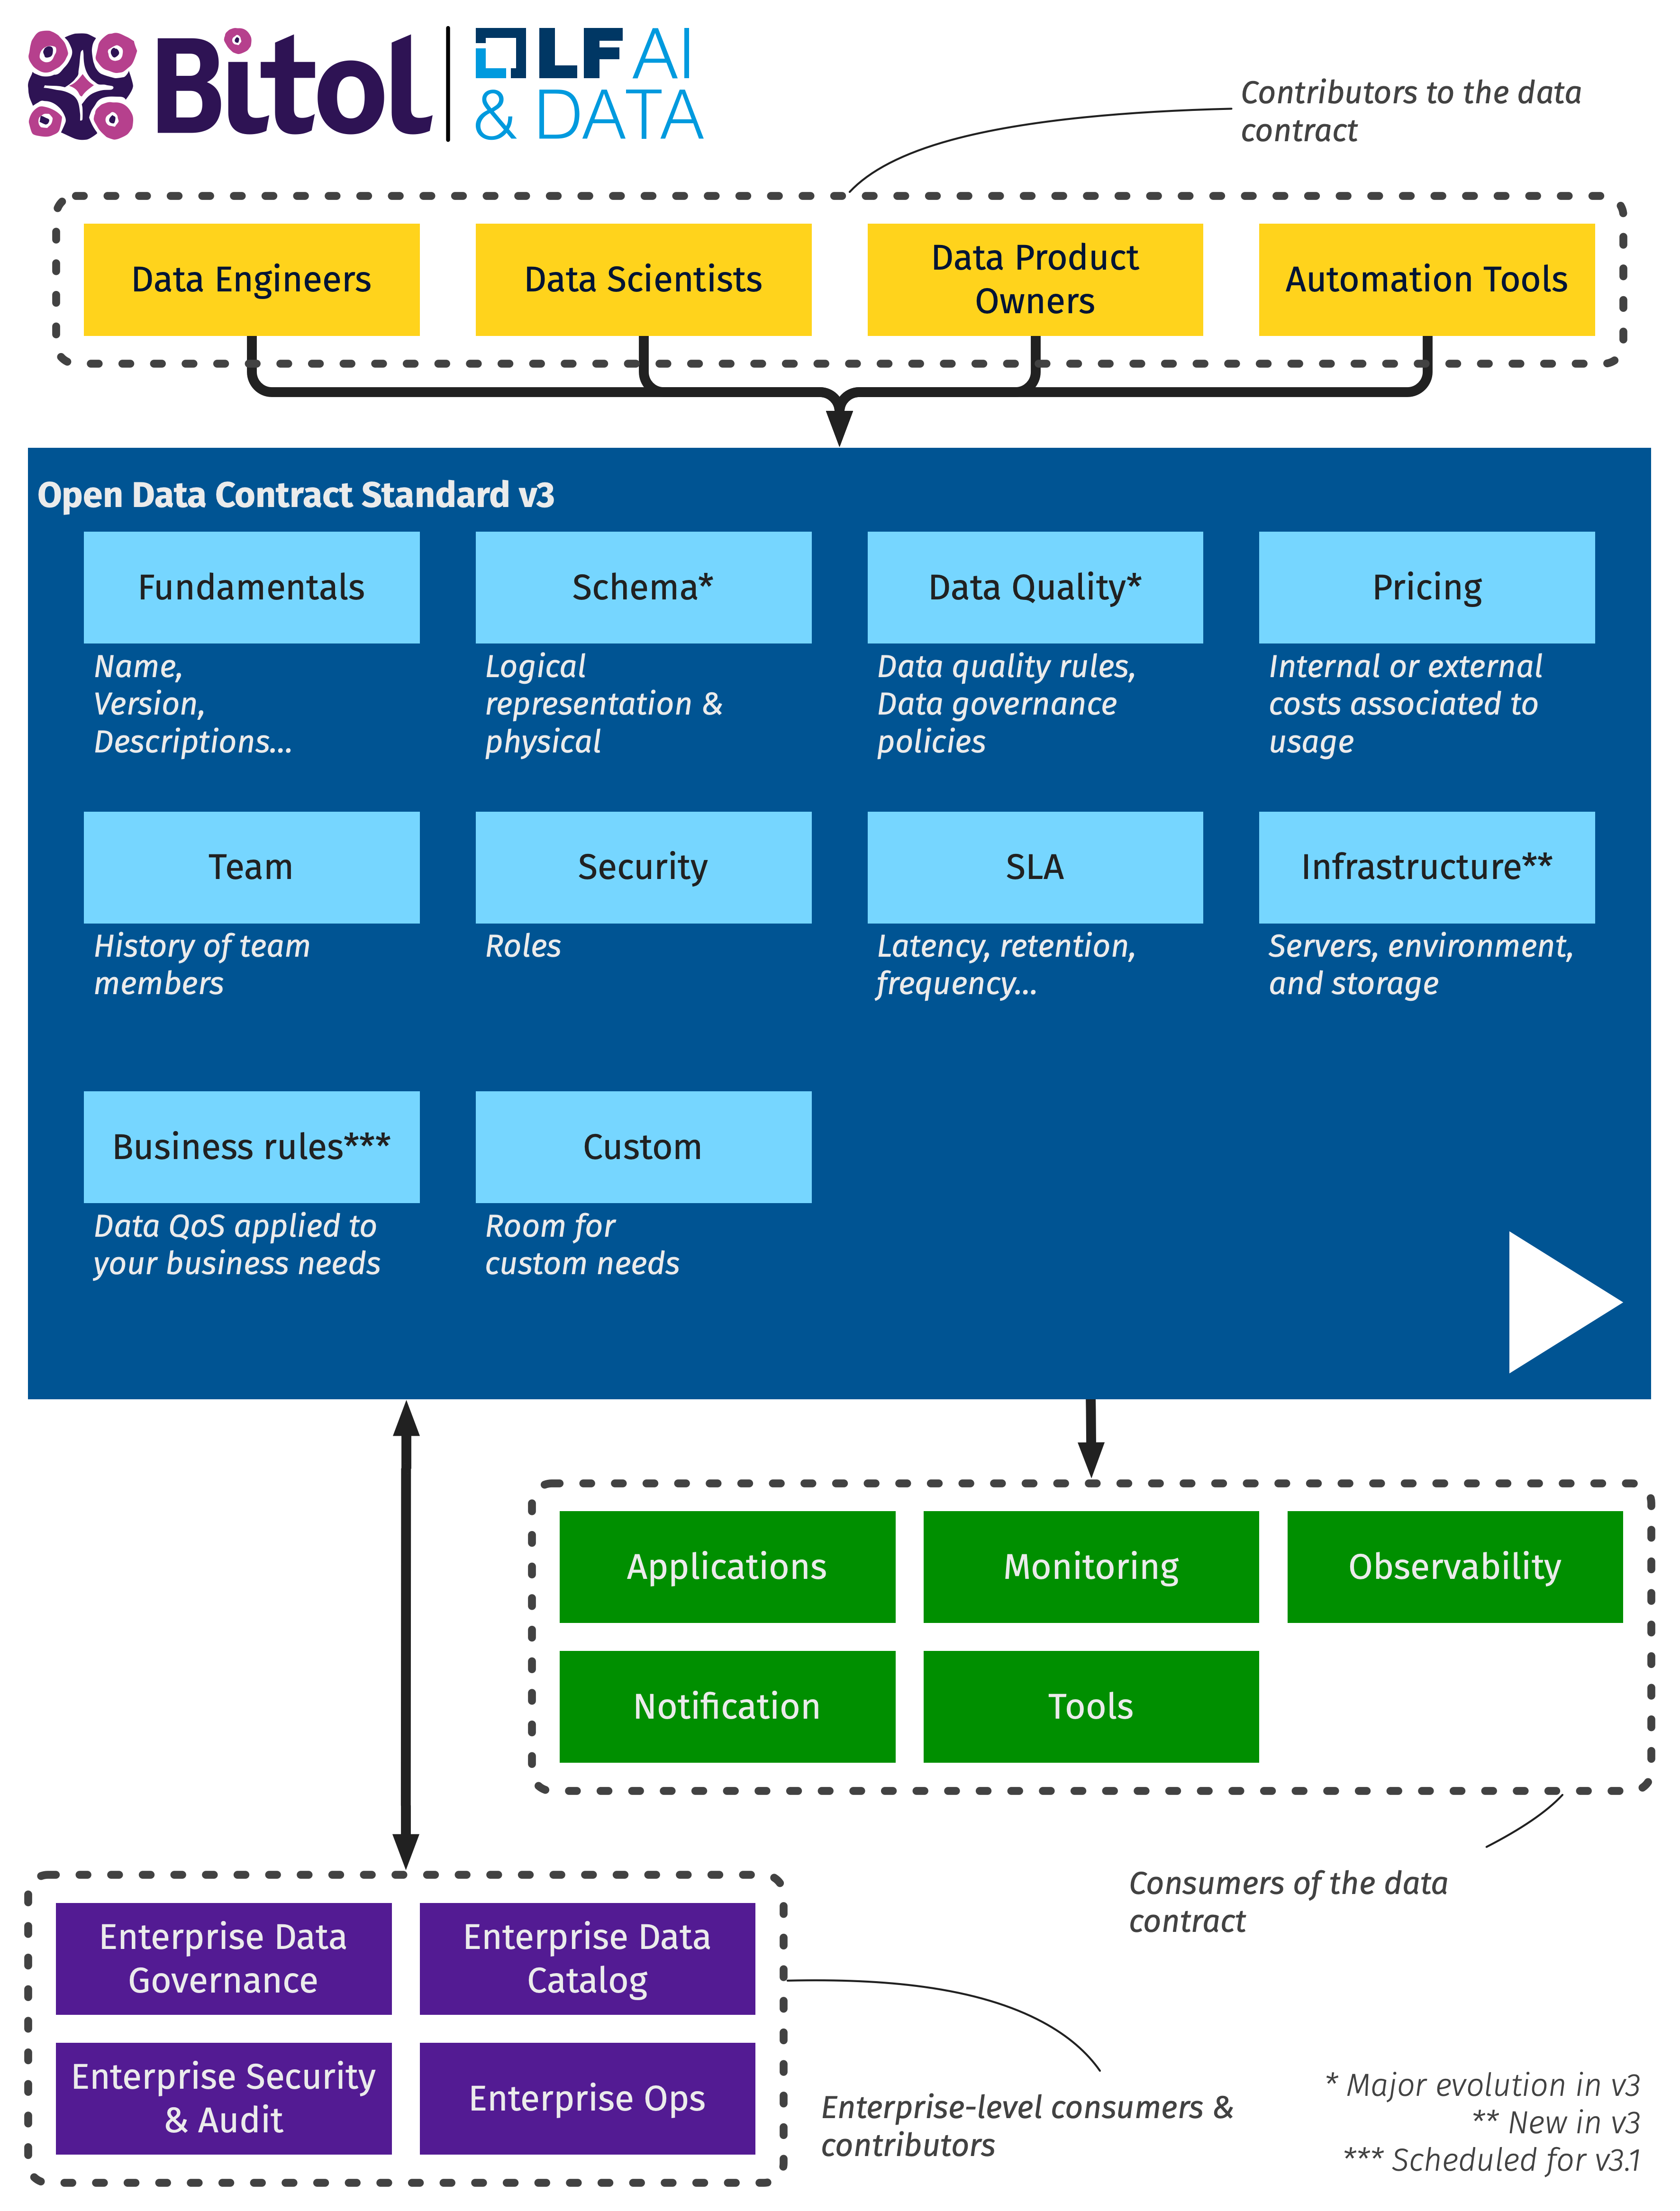 Bitol
LF AI
& DATA
Contributors to the data
contract
Data Engineers
Data Scientists
Data Product
Owners
Automation Tools
Open Data Contract Standard v3
Fundamentals
Name,
Version,
Descriptions...
Schema*
Logical
representation &
physical
Data Quality*
Data quality rules,
Data governance
policies
Pricing
Internal or external
costs associated to
usage
Team
History of team
members
Security
Roles
SLA
Latency, retention,
frequency...
Infrastructure**
Servers, environment,
and storage
Business rules***
Data QoS applied to
your business needs
Custom
Room for
custom needs
Applications
Monitoring
Observability
Notification
Tools
Consumers of the data
contract
Enterprise Data
Governance
Enterprise Data
Catalog
Enterprise Security
& Audit
Enterprise Ops
Enterprise-level consumers &
contributors
* Major evolution in v3
** New in v3
*** Scheduled for v3.1